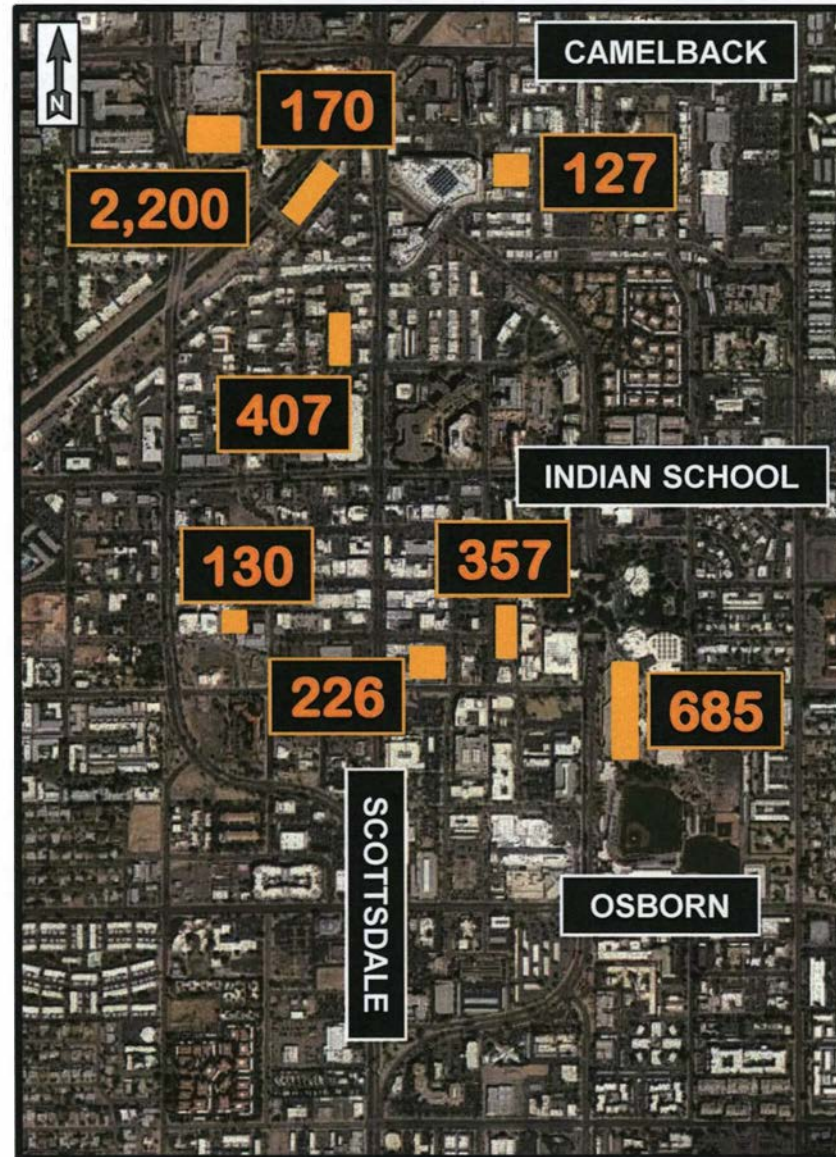 CAMELBACK
N
170
127
2,200
407
INDIAN SCHOOL
130
357
226
685
SCOTTSDALE
OSBORN